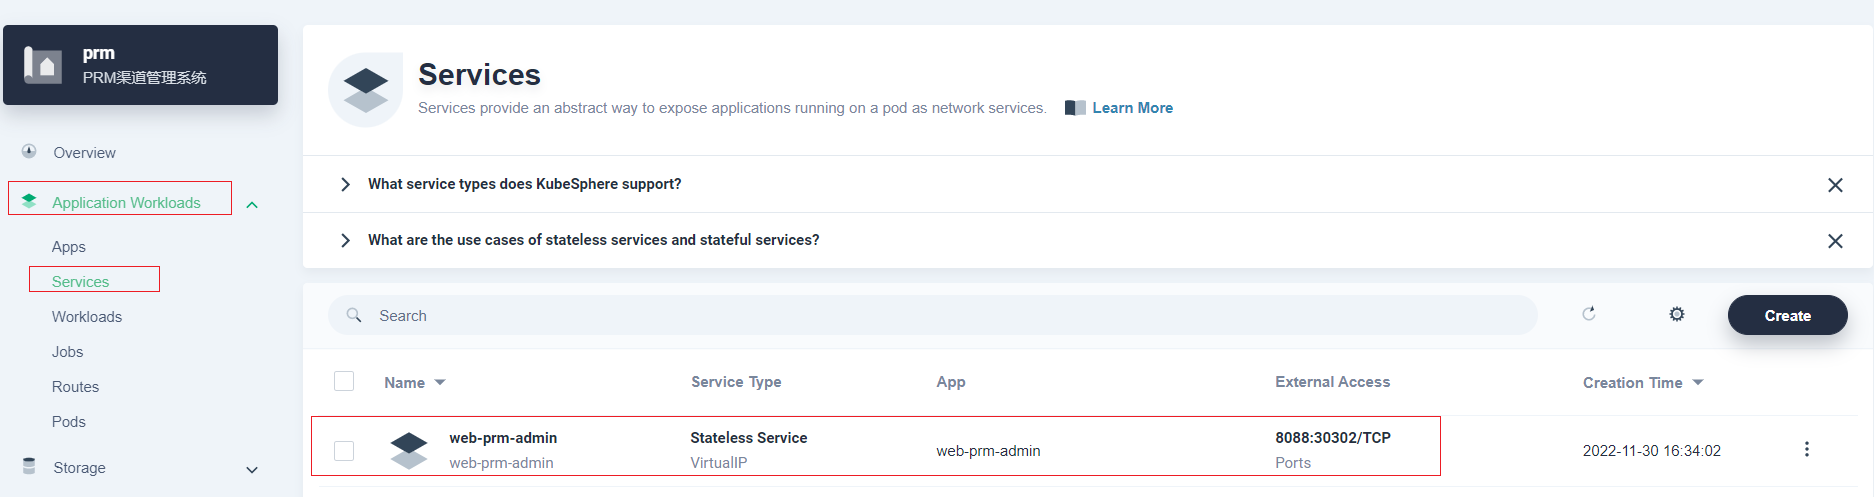 prm
PRM渠道管理系统
Overview
Application Workloads
Apps
Services
Workloads
Jobs
Routes
Pods
Storage
Services
Services provide an abstract way to expose applications running on a pod as network services. Learn More
What service types does KubeSphere support?
What are the use cases of stateless services and stateful services?
Search
Create
Name Service Type App External Access Creation Time
web-prm-admin Stateless Service web-prm-admin 8088:30302/TCP 2022-11-30 16:34:02
web-prm-admin VirtualIP Ports